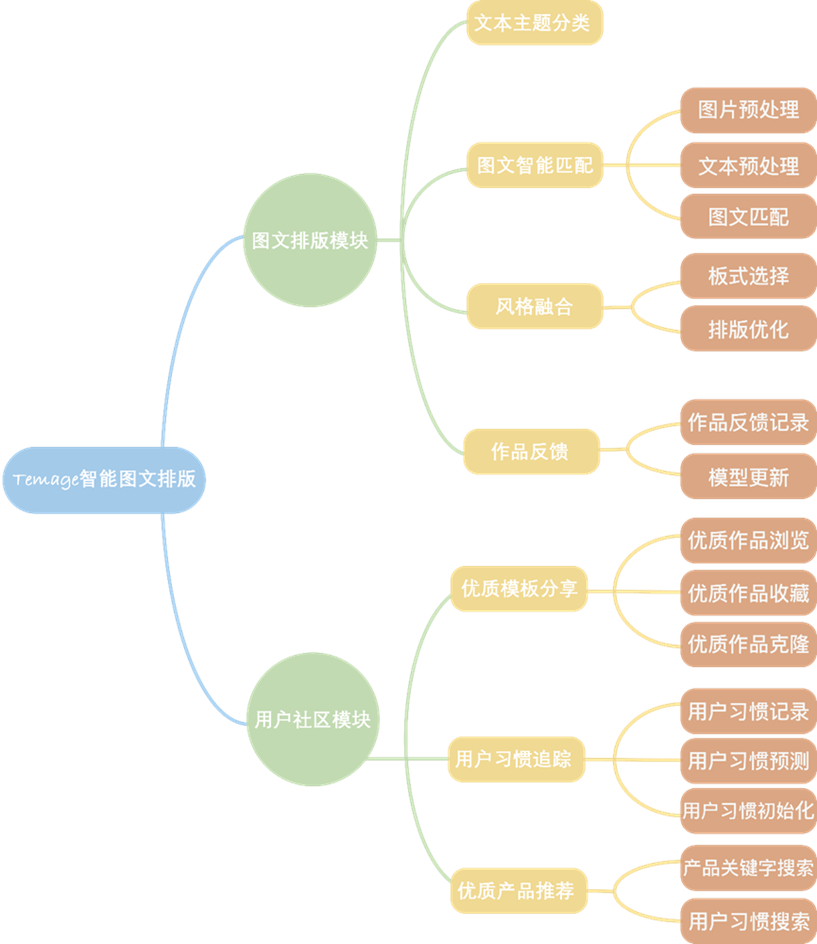 Temage智能图文排版
图文排版模块
文本主题分类
图文智能匹配
图片预处理
文本预处理
图文匹配
风格融合
板式选择
排版优化
作品反馈
作品反馈记录
模型更新
用户社区模块
优质模板分享
优质作品浏览
优质作品收藏
优质作品克隆
用户习惯追踪
用户习惯记录
用户习惯预测
用户习惯初始化
优质产品推荐
产品关键字搜索
用户习惯搜索